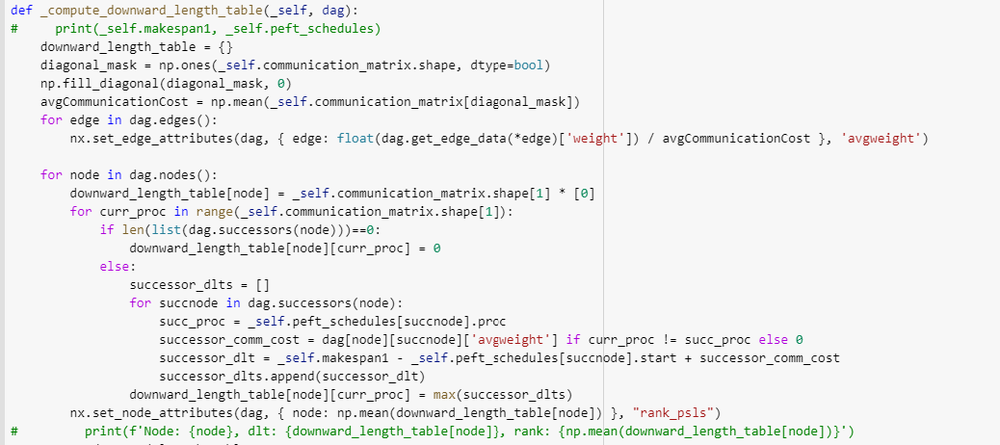 def _compute_downward_length_table(_self, dag):
#     print(_self.makespan1, _self.peft_schedules)
    downward_length_table = {}
    diagonal_mask = np.ones(_self.communication_matrix.shape, dtype=bool)
    np.fill_diagonal(diagonal_mask, 0)
    avgCommunicationCost = np.mean(_self.communication_matrix[diagonal_mask])
    for edge in dag.edges():
        nx.set_edge_attributes(dag, { edge: float(dag.get_edge_data(*edge)['weight']) / avgCommunicationCost }, 'avgweight')
    for node in dag.nodes():
        downward_length_table[node] = _self.communication_matrix.shape[1] * [0]
        for curr_proc in range(_self.communication_matrix.shape[1]):
            if len(list(dag.successors(node)))==0:
                downward_length_table[node][curr_proc] = 0
            else:
                successor_dlts = []
                for succnode in dag.successors(node):
                    succ_proc = _self.peft_schedules[succnode].proc
                    successor_comm_cost = dag[node][succnode]['avgweight'] if curr_proc != succ_proc else 0
                    successor_dlt = _self.makespan1 - _self.peft_schedules[succnode].start + successor_comm_cost
                    successor_dlts.append(successor_dlt)
                downward_length_table[node][curr_proc] = max(successor_dlts)
        nx.set_node_attributes(dag, { node: np.mean(downward_length_table[node]) }, "rank_psls")
#         print(f'Node: {node}, dlt: {downward_length_table[node]}, rank: {np.mean(downward_length_table[node])}')